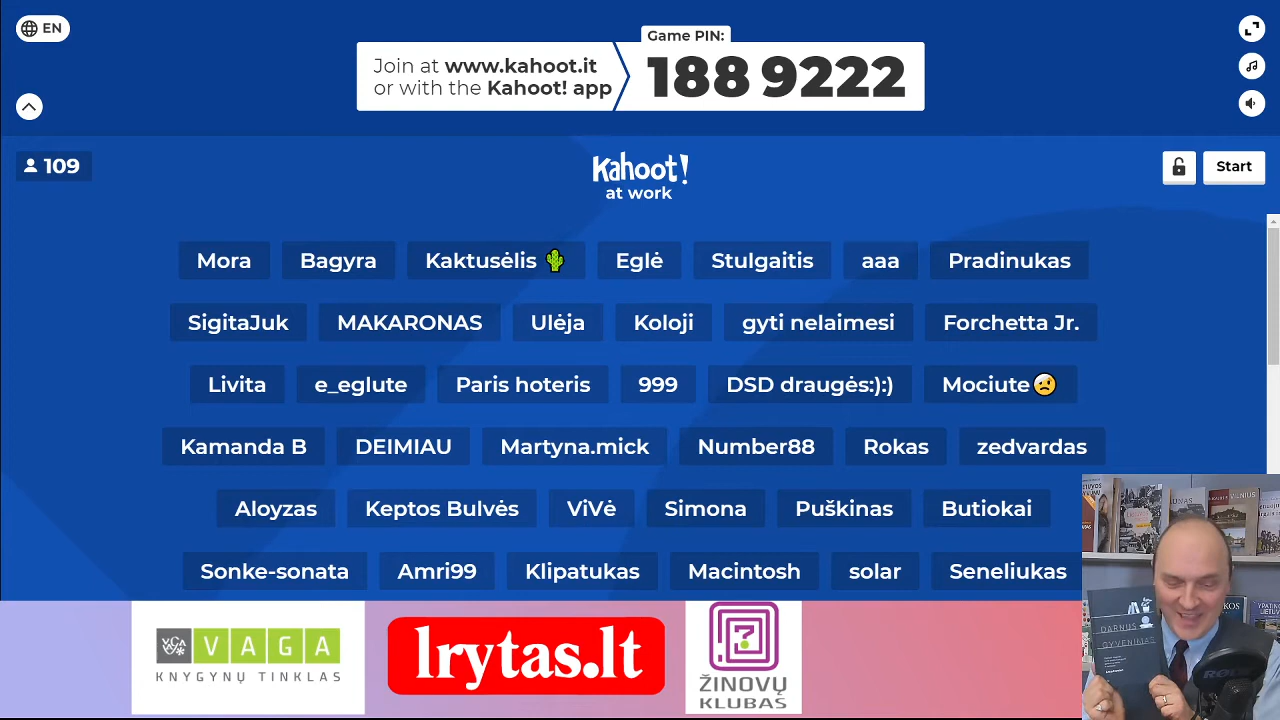 EN
Game PIN:
Join at www.kahoot.it
or with the Kahoot! app
188 9222
109
Kahoot!
at work
Start
Mora Bagyra Kaktusėlis🌵 Eglė Stulgaitis aaa Pradinukas
SigitaJuk MAKARONAS Ulėja Koloji gyti nelaimesi Forchetta Jr.
Livita e_eglute Paris hoteris 999 DSD draugės:):) Mociute🤕
Kamanda B DEIMIAU Martyna.mick Number88 Rokas zedvardas
Aloyzas Keptos Bulvės ViVė Simona Puškinas Butiokai
Sonke-sonata Amri99 Klipatukas Macintosh solar Seneliukas
VAGA
KNYGYNŲ TINKLAS
lrytas.lt
ŽINOVŲ
KLUBAS
VILNIUS
DARNUS
GYVENIMAS